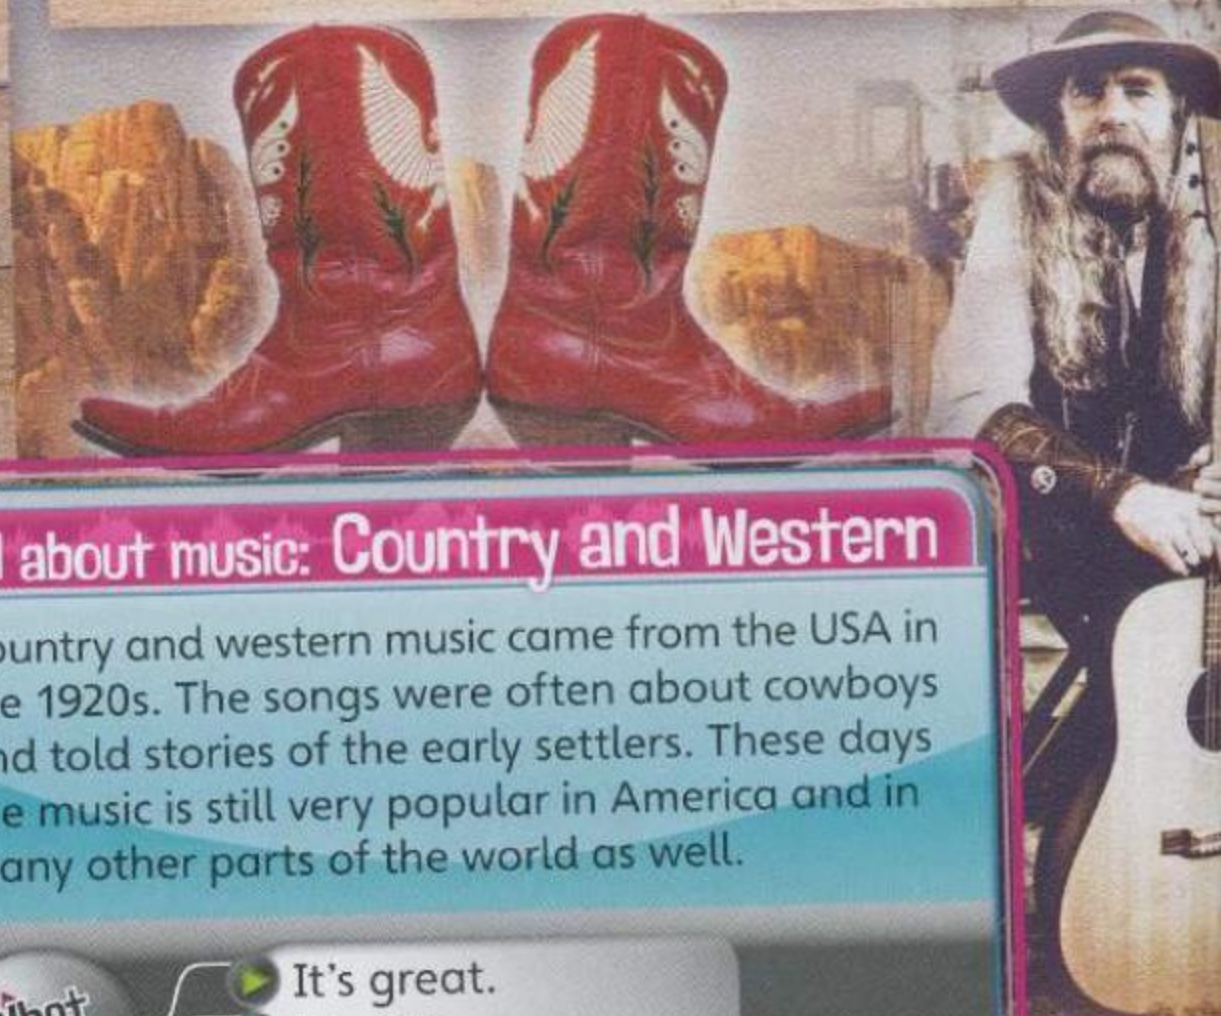 about music: Country and Western
ountry and western music came from the USA in
e 1920s. The songs were often about cowboys
nd told stories of the early settlers. These days
e music is still very popular in America and in
any other parts of the world as well.
It's great.